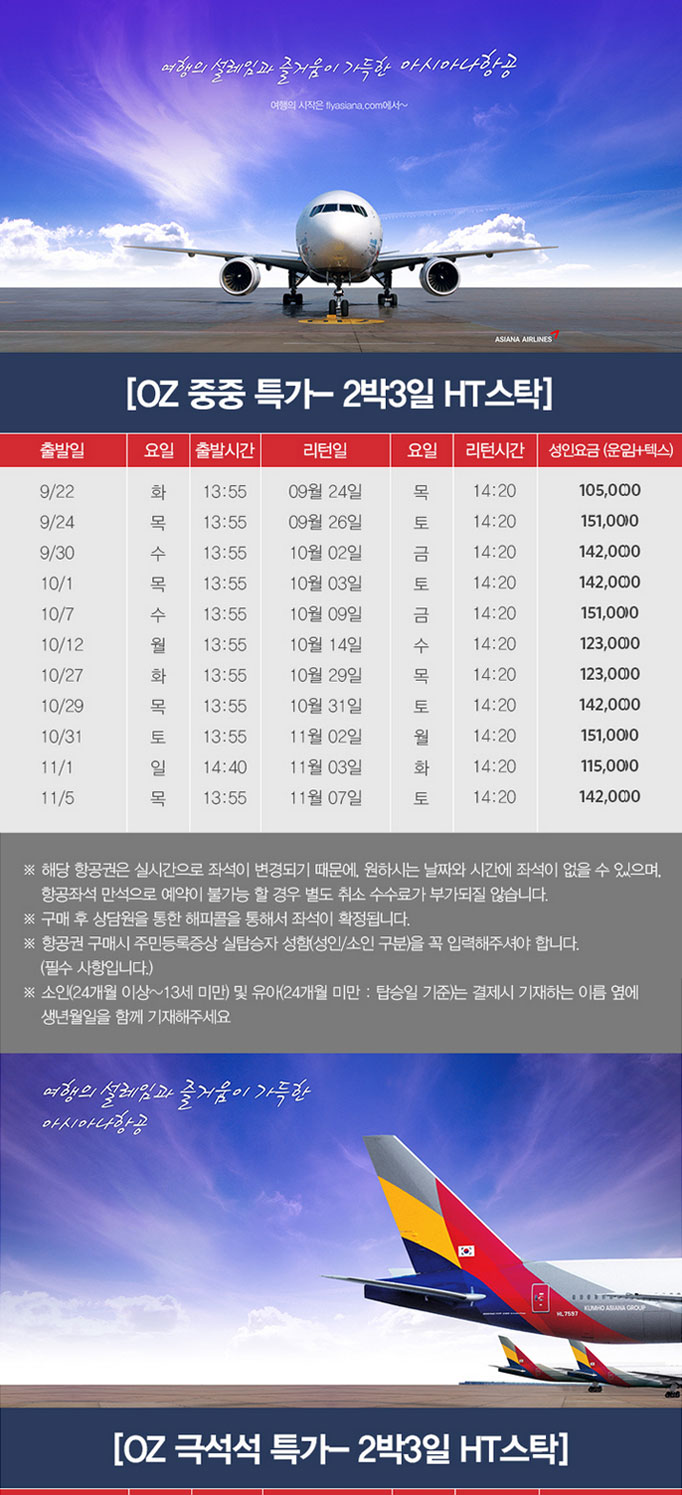 여행의 설레임과 즐거움이 가득한 아시아나항공
여행의 시작은 flyasiana.com에서~
ASIANA AIRLINES
[OZ 중중 특가- 2박3일 HT스탁]
출발일 요일 출발시간 리턴일 요일 리턴시간 성인요금 (운임+텍스)
9/22 화 13:55 09월 24일 목 14:20 105,000
9/24 목 13:55 09월 26일 토 14:20 151,000
9/30 수 13:55 10월 02일 금 14:20 142,000
10/1 목 13:55 10월 03일 토 14:20 142,000
10/7 수 13:55 10월 09일 금 14:20 151,000
10/12 월 13:55 10월 14일 수 14:20 123,000
10/27 화 13:55 10월 29일 목 14:20 123,000
10/29 목 13:55 10월 31일 토 14:20 142,000
10/31 토 13:55 11월 02일 월 14:20 151,000
11/1 일 14:40 11월 03일 화 14:20 115,000
11/5 목 13:55 11월 07일 토 14:20 142,000
※ 해당 항공권은 실시간으로 좌석이 변경되기 때문에, 원하시는 날짜와 시간에 좌석이 없을 수 있으며,
항공좌석 만석으로 예약이 불가능 할 경우 별도 취소 수수료가 부가되질 않습니다.
※ 구매 후 상담원을 통한 해피콜을 통해서 좌석이 확정됩니다.
※ 항공권 구매시 주민등록증상 실탑승자 성함(성인/소인 구분)을 꼭 입력해주셔야 합니다.
(필수 사항입니다.)
※ 소인(24개월 이상~13세 미만) 및 유아(24개월 미만 : 탑승일 기준)는 결제시 기재하는 이름 옆에
생년월일을 함께 기재해주세요
여행의 설레임과 즐거움이 가득한
아시아나항공
HL7597
KUMHO ASIANA GROUP
[OZ 극석석 특가- 2박3일 HT스탁]